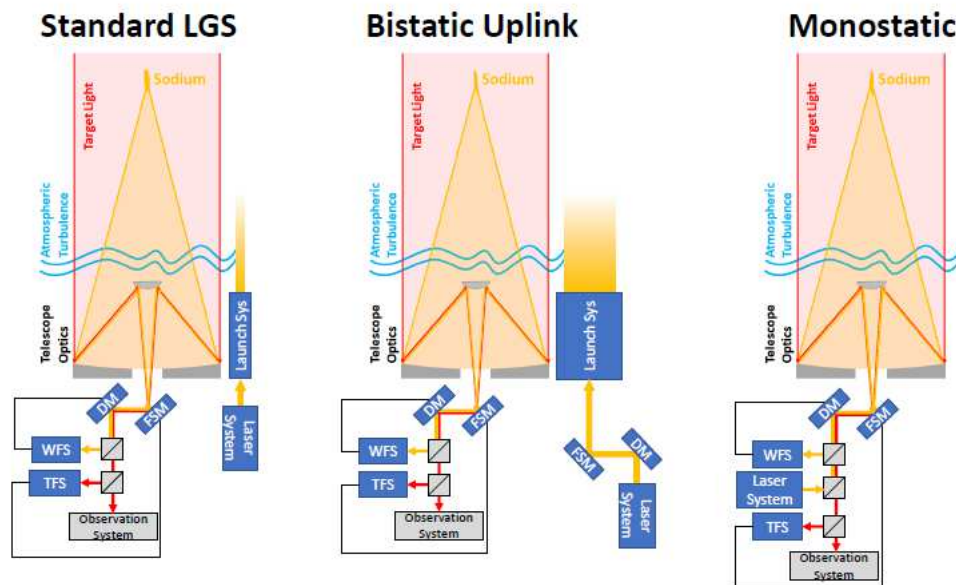 Standard LGS
Bistatic Uplink
Monostatic
Sodium
Target Light
Atmospheric
Turbulence
Telescope
Optics
Launch Sys
DM
FSM
WFS
TFS
Laser
System
Observation
System
Sodium
Target Light
Atmospheric
Turbulence
Telescope
Optics
Launch Sys
DM
FSM
WFS
TFS
FSM
DM
Laser
System
Observation
System
Sodium
Target Light
Atmospheric
Turbulence
Telescope
Optics
DM
FSM
WFS
Laser
System
TFS
Observation
System